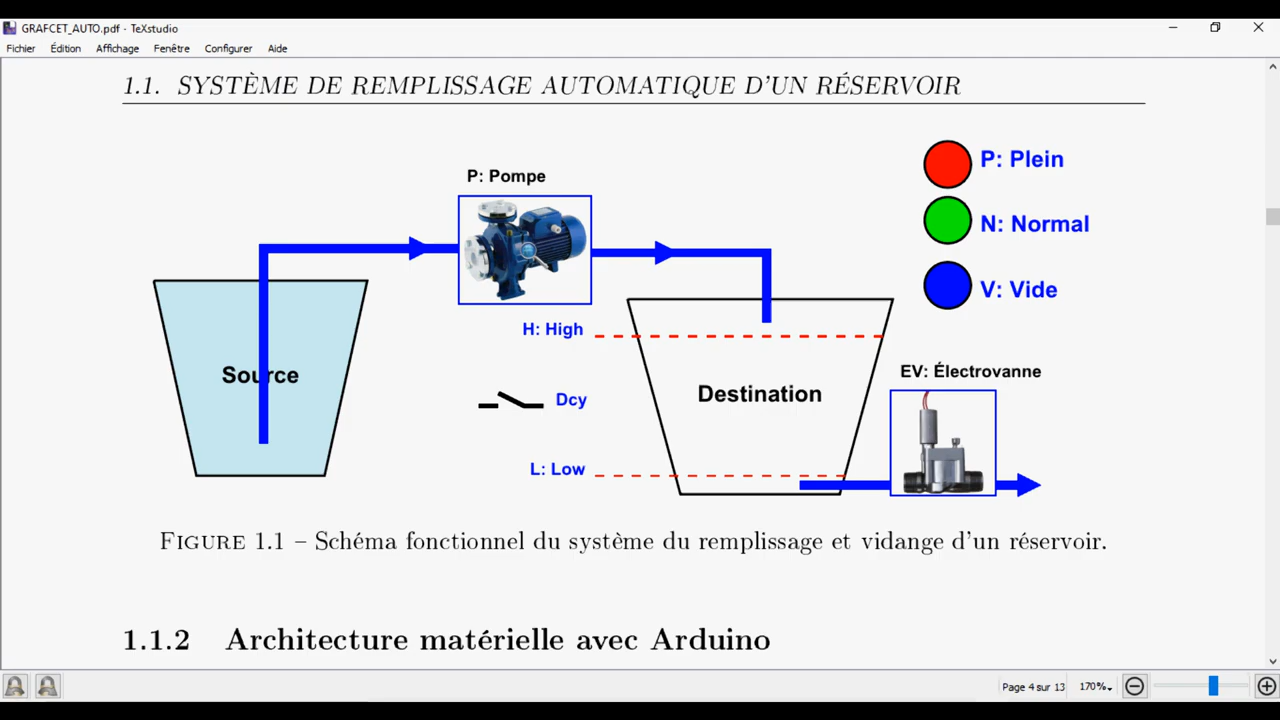 GRAFCET_AUTO.pdf - TeXstudio
Fichier Édition Affichage Fenêtre Configurer Aide
1.1. SYSTÈME DE REMPLISSAGE AUTOMATIQUE D'UN RÉSERVOIR
P: Plein
P: Pompe
N: Normal
V: Vide
H: High
EV: Électrovanne
Source
Destination
Dcy
L: Low
FIGURE 1.1 – Schéma fonctionnel du système du remplissage et vidange d'un réservoir.
1.1.2 Architecture matérielle avec Arduino
Page 4 sur 13 170%